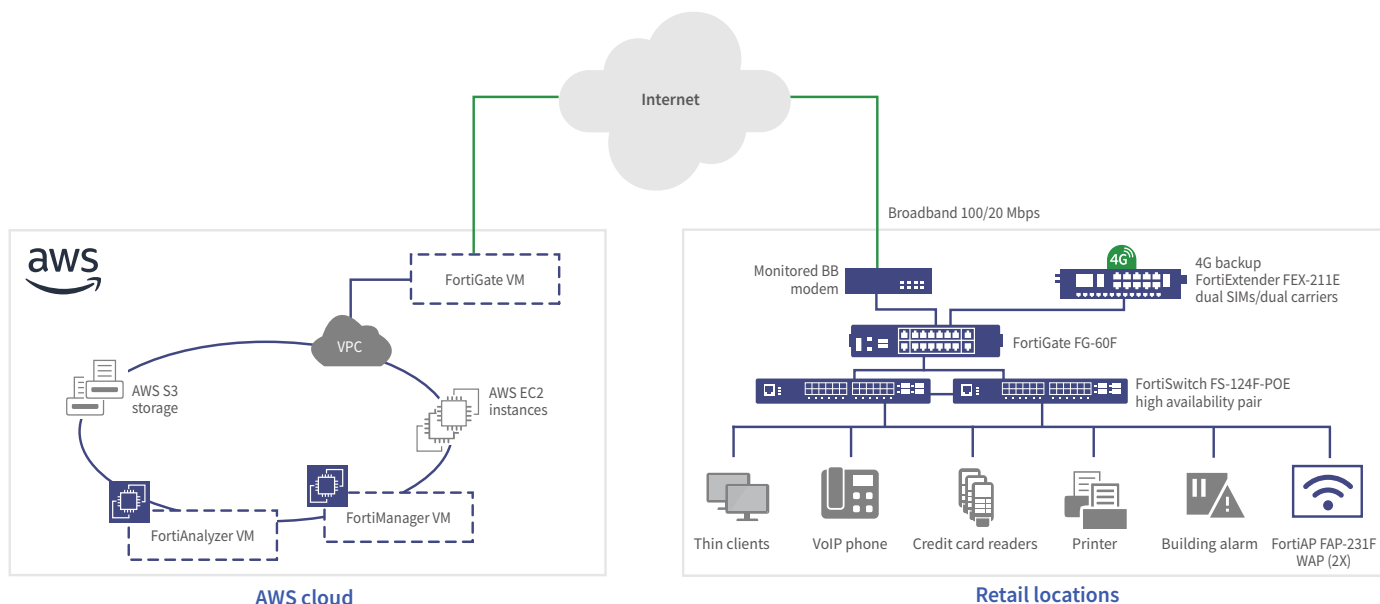 Internet
Broadband 100/20 Mbps
aws
FortiGate VM
VPC
AWS S3
storage
AWS EC2
instances
FortiManager VM
FortiAnalyzer VM
AWS cloud
Monitored BB
modem
4G
4G backup
FortiExtender FEX-211E
dual SIMs/dual carriers
FortiGate FG-60F
FortiSwitch FS-124F-POE
high availability pair
Thin clients
VoIP phone
Credit card readers
Printer
Building alarm
FortiAP FAP-231F
WAP (2X)
Retail locations